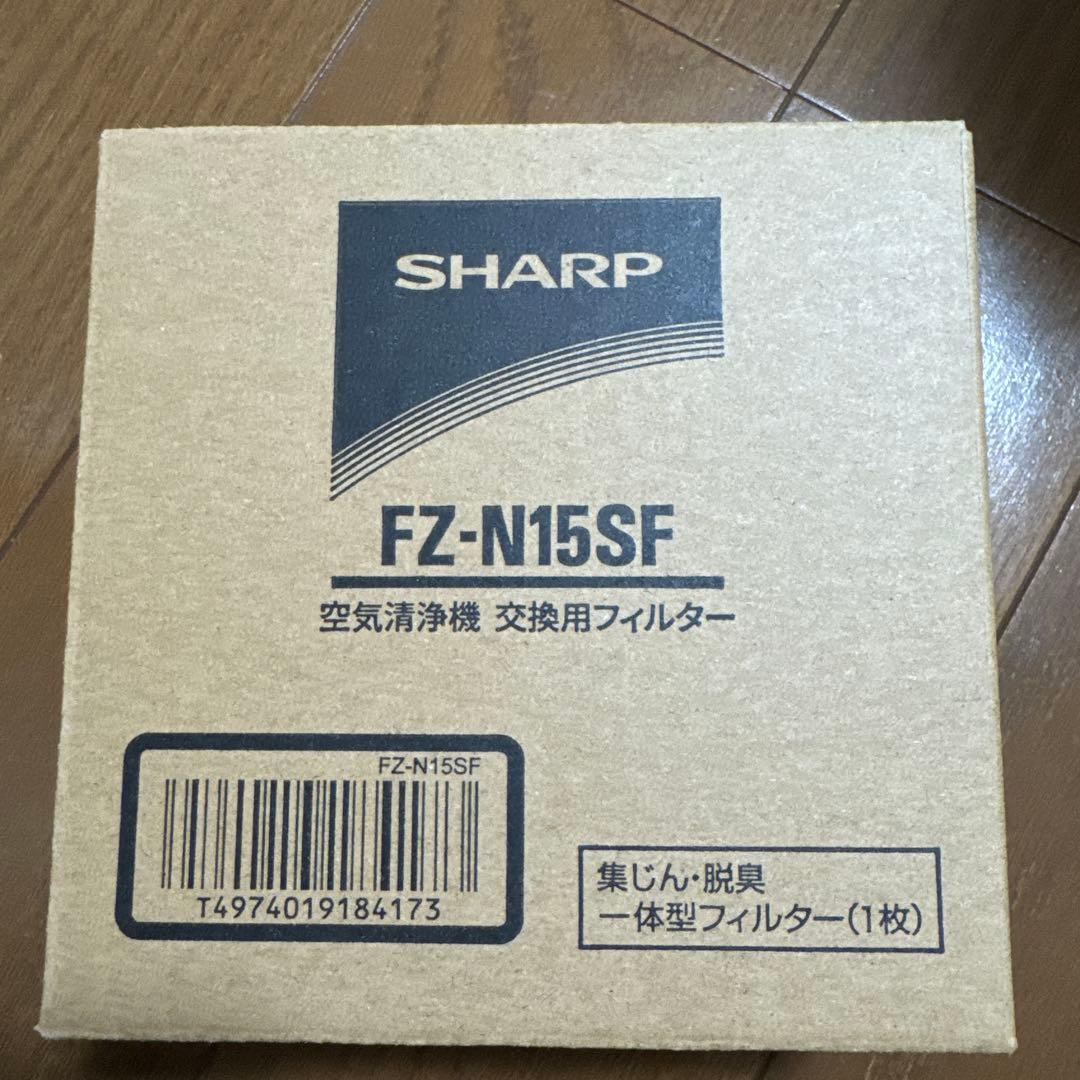 SHARP
FZ-N15SF
空気清浄機 交換用フィルター
FZ-N15SF
T4974019184173
集じん・脱臭
一体型フィルター(1枚)